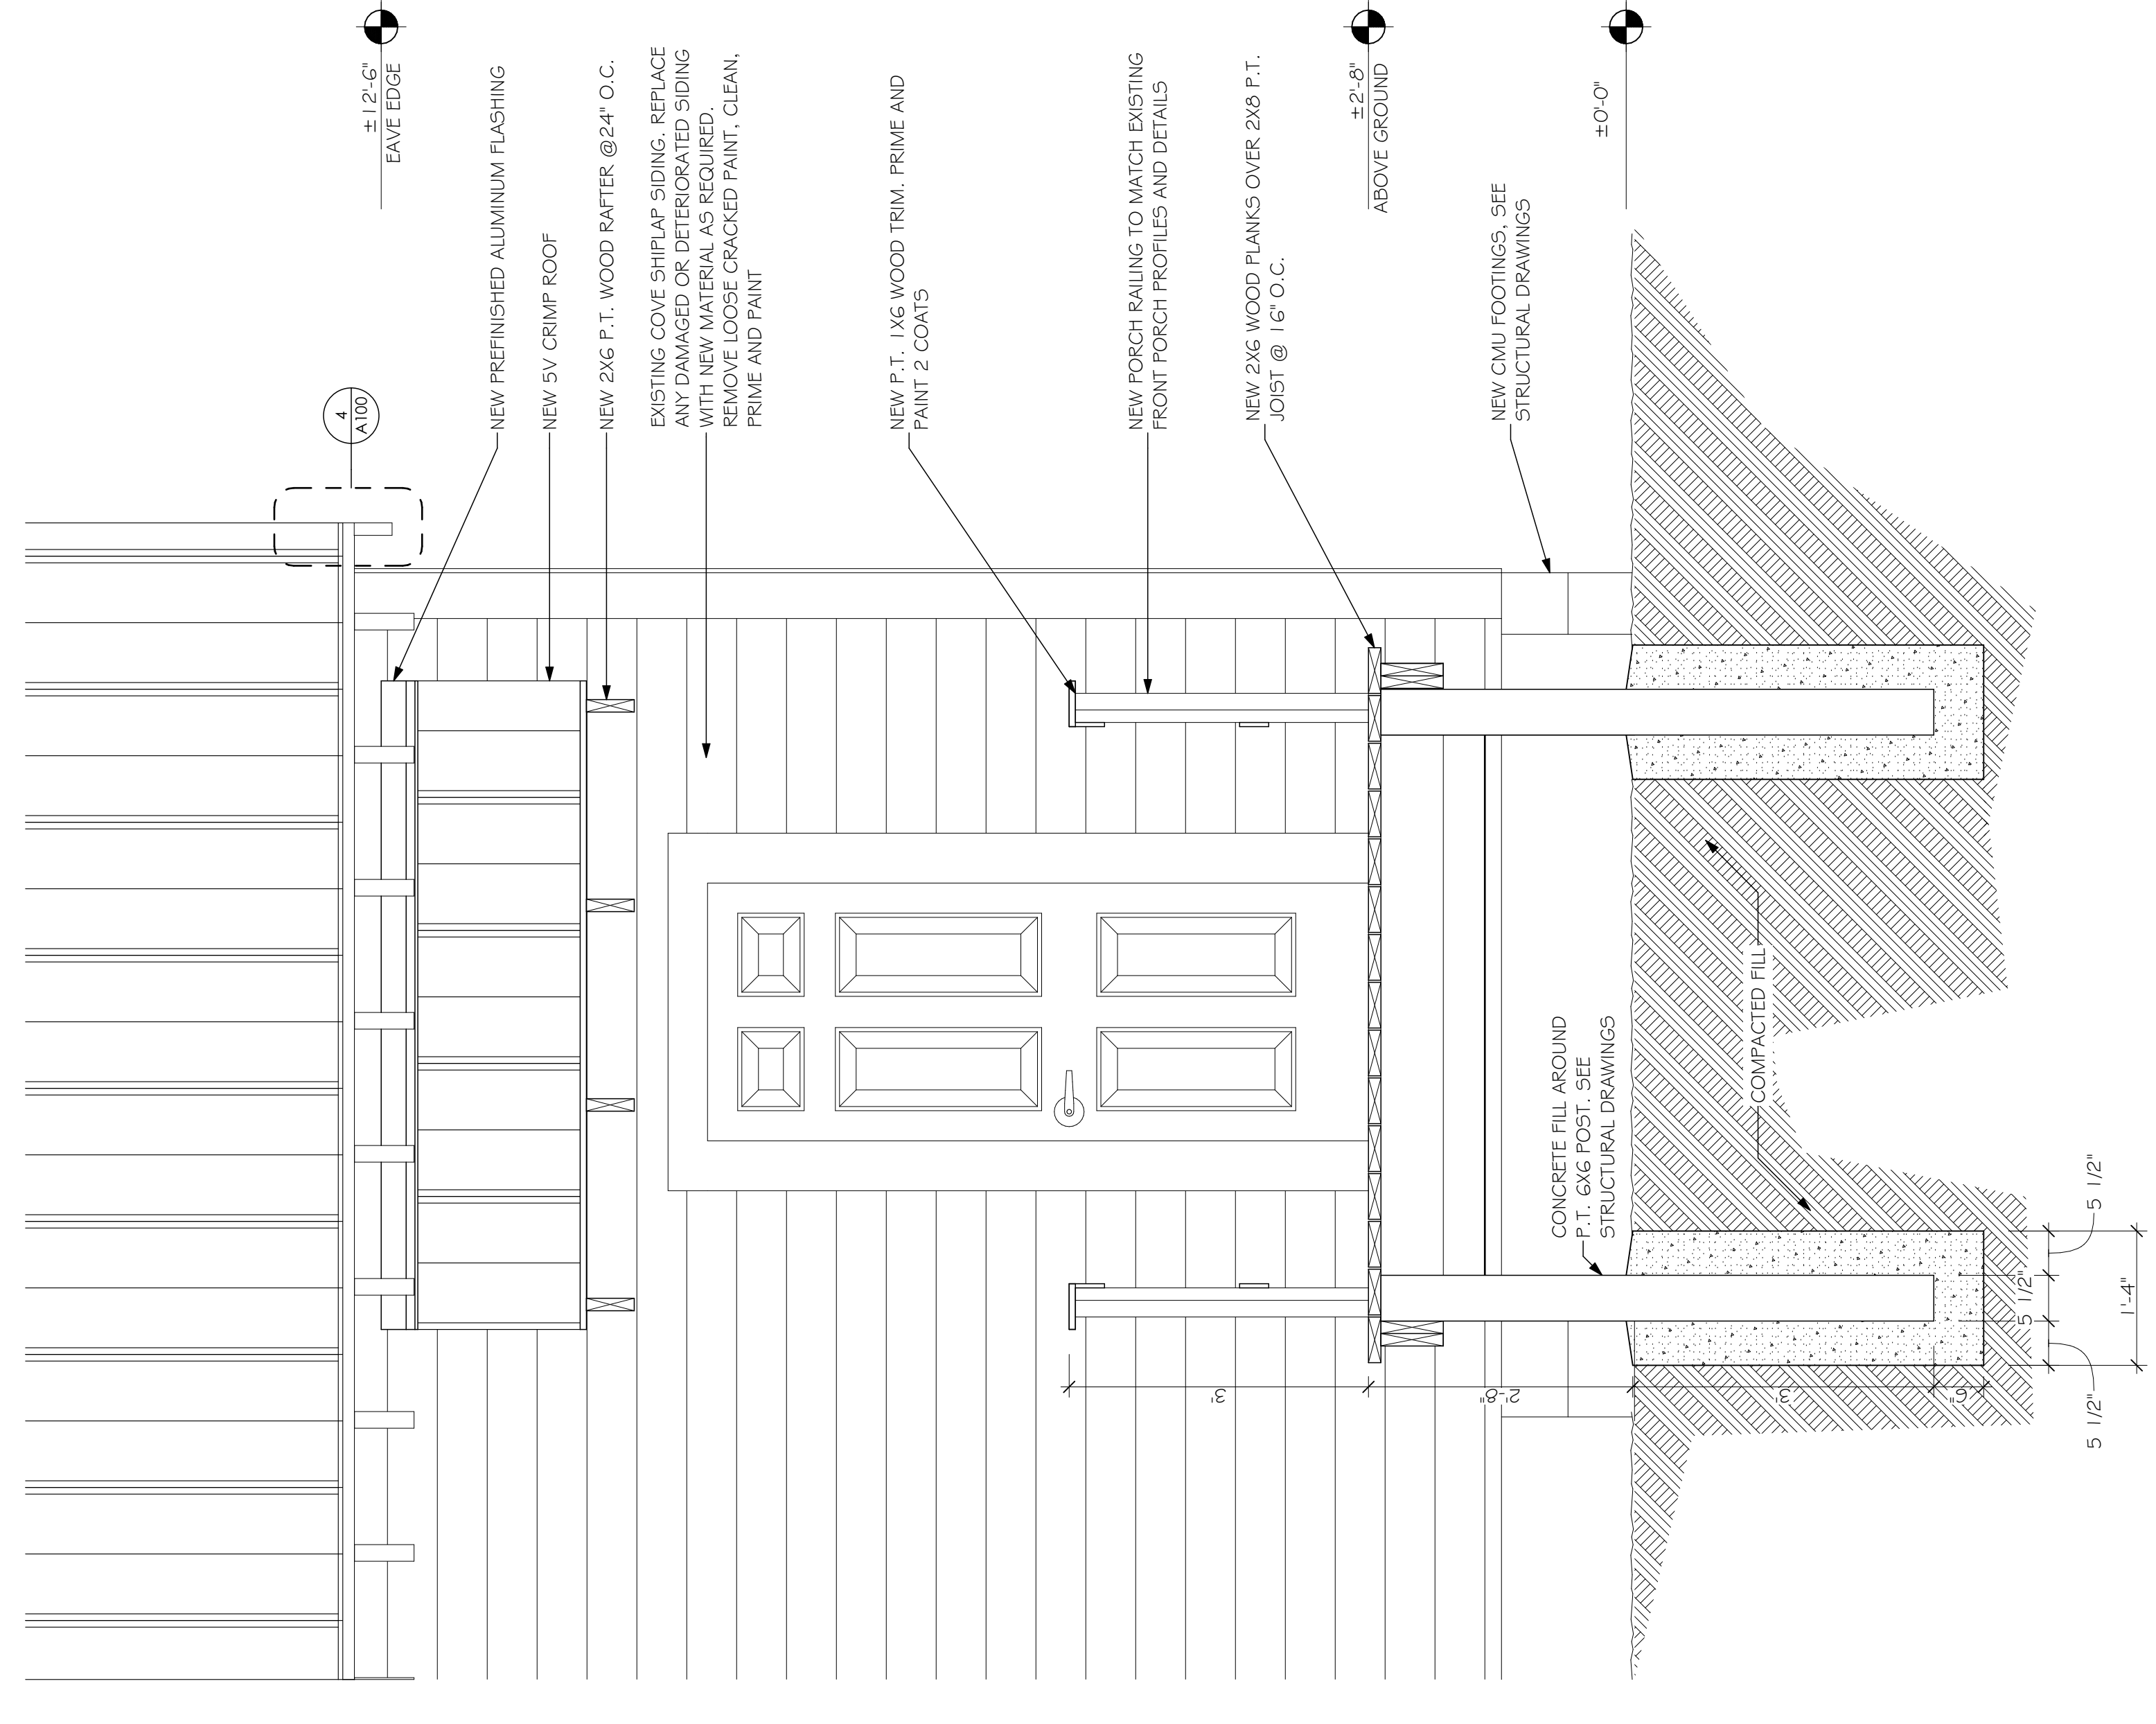 ±12'-6"
EAVE EDGE
4
A100
NEW PREFINISHED ALUMINUM FLASHING
NEW 5V CRIMP ROOF
NEW 2X6 P.T. WOOD RAFTER @24" O.C.
EXISTING COVE SHIPLAP SIDING. REPLACE
ANY DAMAGED OR DETERIORATED SIDING
WITH NEW MATERIAL AS REQUIRED.
REMOVE LOOSE CRACKED PAINT, CLEAN,
PRIME AND PAINT
NEW P.T. 1X6 WOOD TRIM. PRIME AND
PAINT 2 COATS
NEW PORCH RAILING TO MATCH EXISTING
FRONT PORCH PROFILES AND DETAILS
NEW 2X6 WOOD PLANKS OVER 2X8 P.T.
JOIST @ 16" O.C.
±2'-8"
ABOVE GROUND
NEW CMU FOOTINGS, SEE
STRUCTURAL DRAWINGS
±0'-0"
CONCRETE FILL AROUND
P.T. 6X6 POST. SEE
STRUCTURAL DRAWINGS
COMPACTED FILL
3'
2'-8"
3'
6"
5 1/2"
5 1/2"
5 1/2"
1'-4"